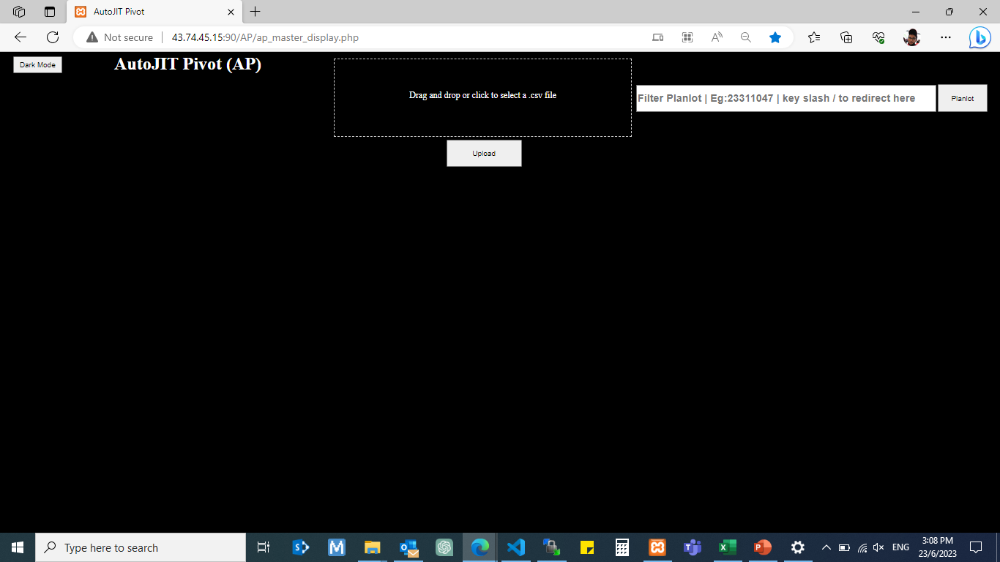 AutoJIT Pivot
Not secure
43.74.45.15:90/AP/ap_master_display.php
Dark Mode
AutoJIT Pivot (AP)
Drag and drop or click to select a .csv file
Filter Planlot | Eg:23311047 | key slash / to redirect here
Planlot
Upload
Type here to search
ENG
3:08 PM
23/6/2023